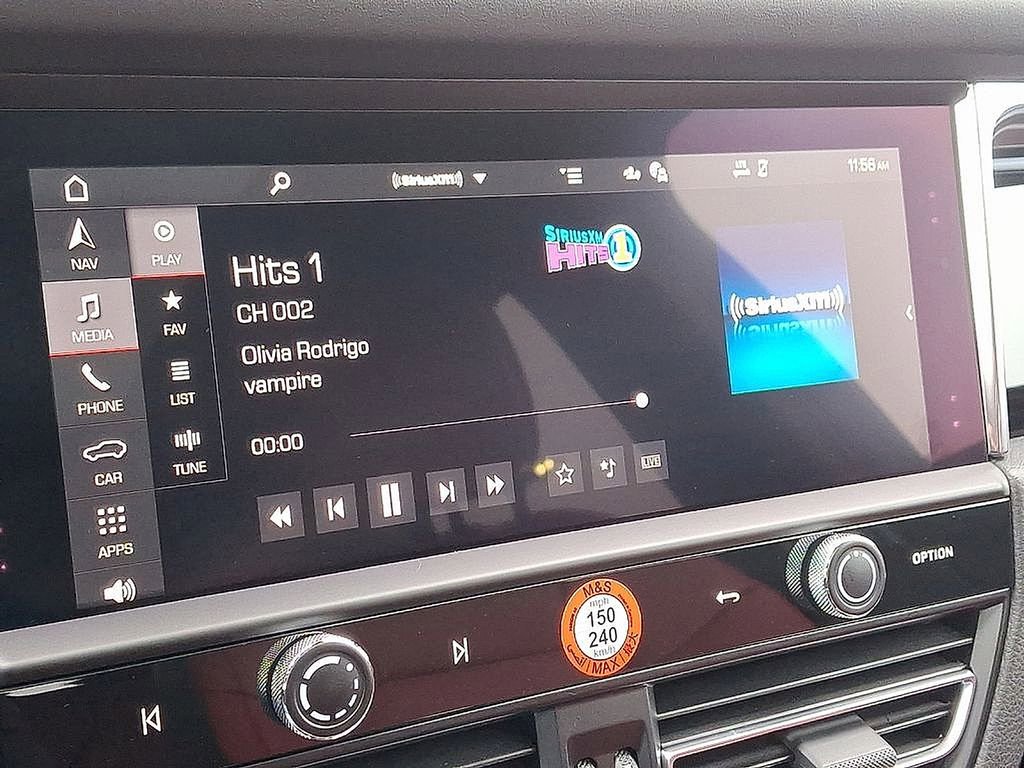 SiriusXM
LTE
11:56 AM
NAV
PLAY
SIRIUSXM
HITS 1
Hits 1
MEDIA
FAV
CH 002
SiriusXM
Olivia Rodrigo
vampire
PHONE
LIST
00:00
CAR
TUNE
LIVE
APPS
OPTION
M&S
mph
150
240
km/h
MAX